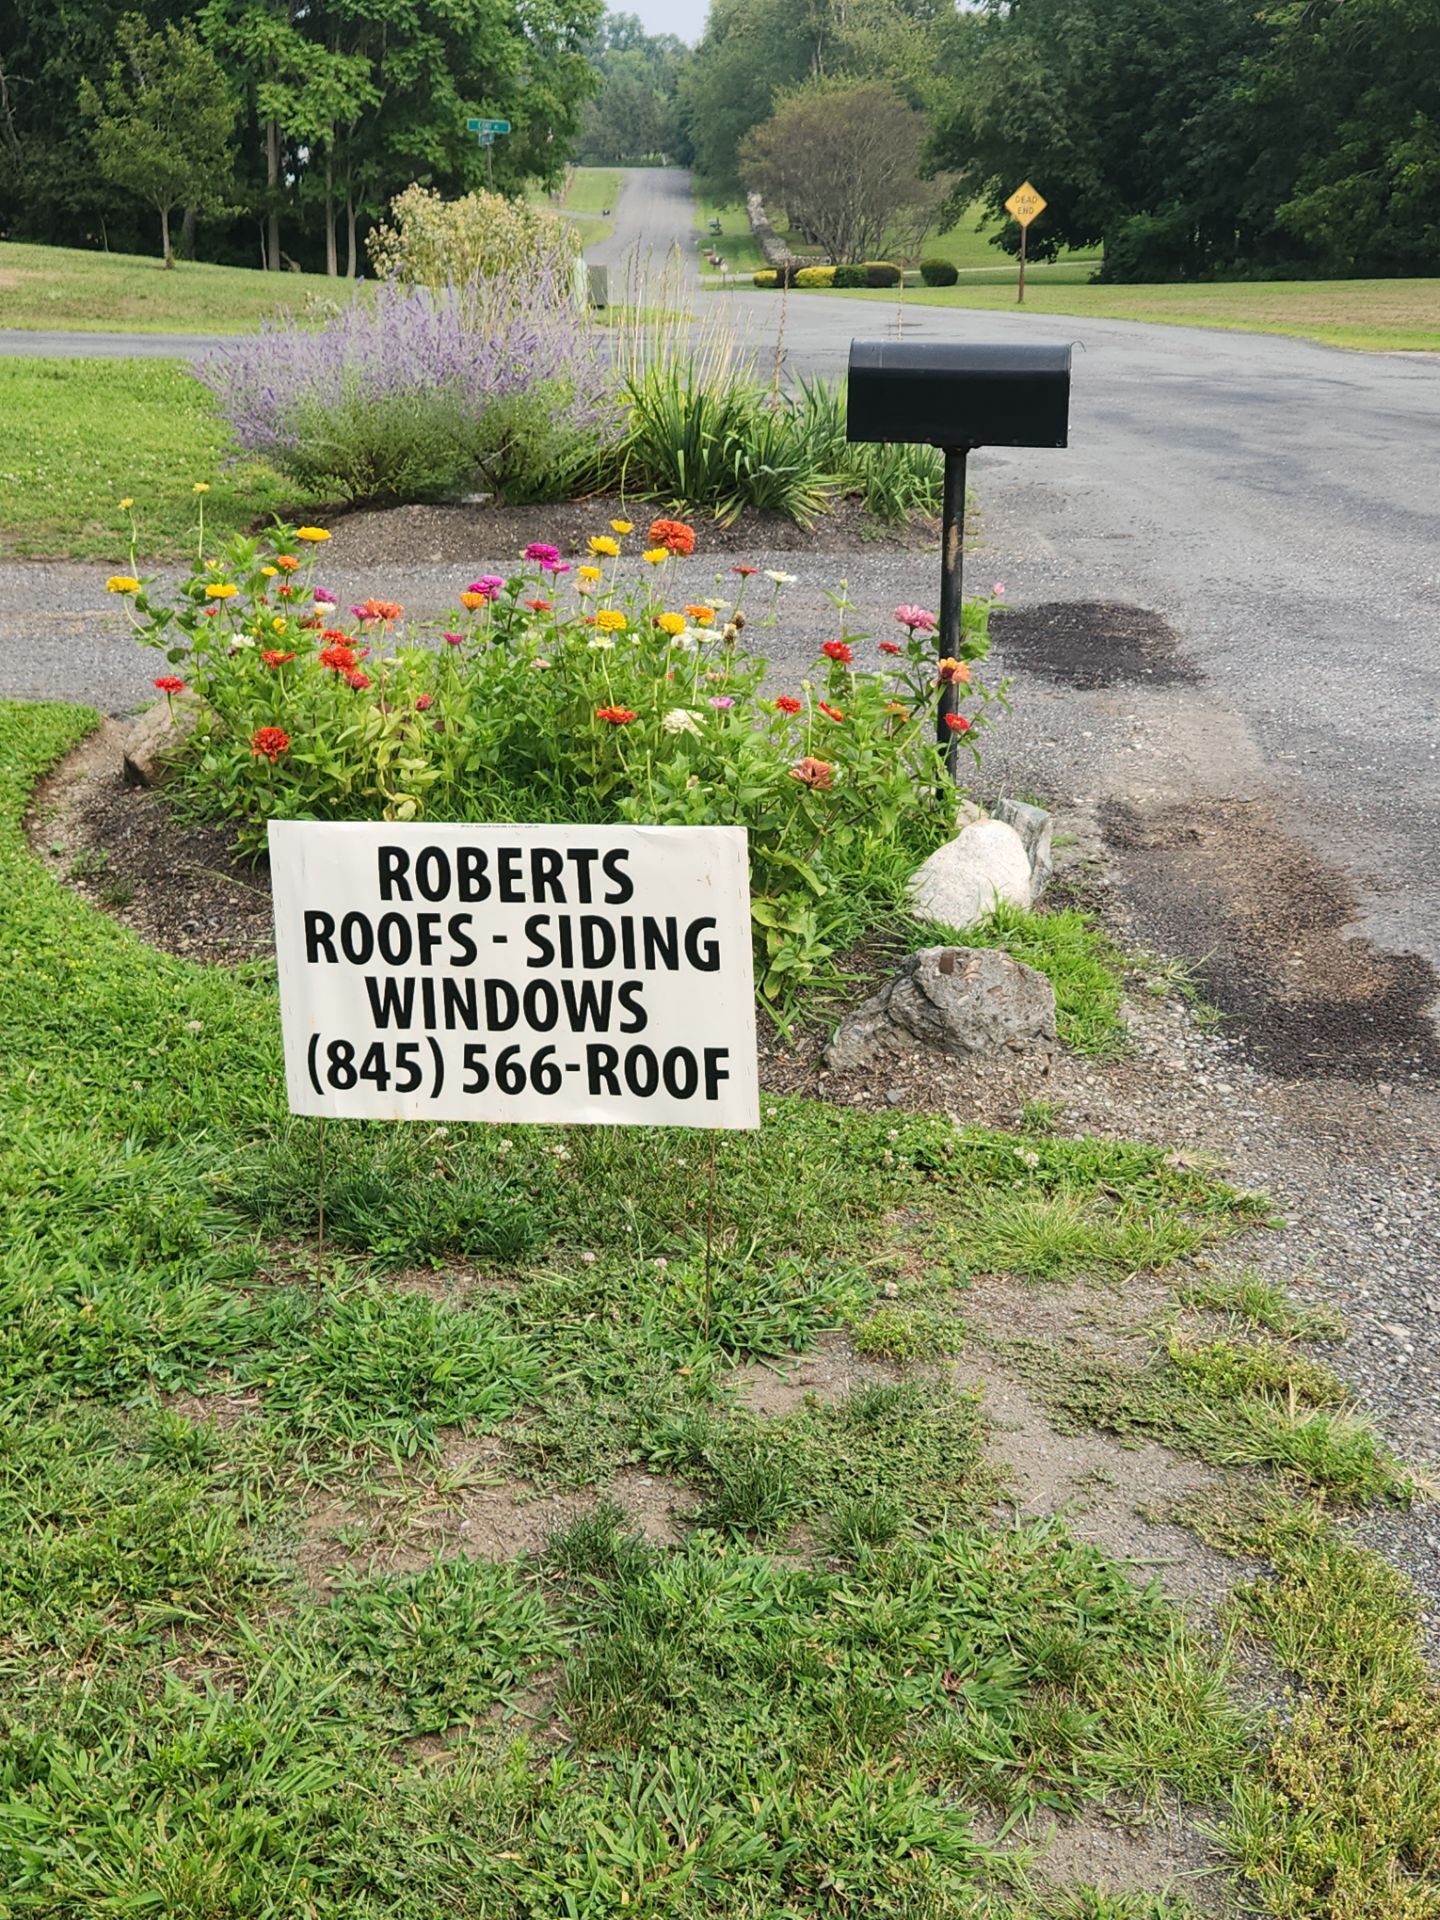 DEAD
END
ROBERTS
ROOFS - SIDING
WINDOWS
(845) 566-ROOF